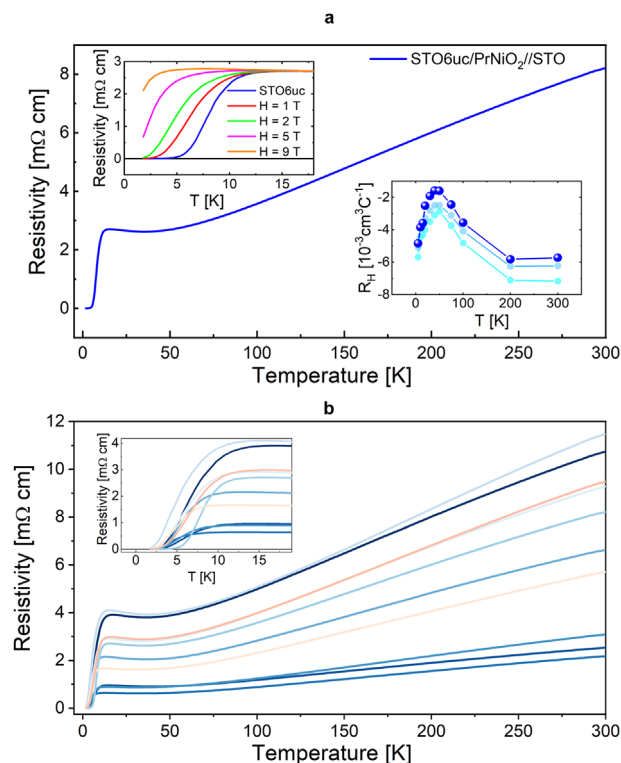 a
STO6uc/PrNiO2//STO
Resistivity [mΩ cm]
8
6
4
2
0
0
50
100
150
200
250
300
Temperature [K]
Resistivity [mΩ cm]
3
2
1
0
STO6uc
H = 1 T
H = 2 T
H = 5 T
H = 9 T
0
5
10
15
T [K]
RH [10-3cm3C-1]
-2
-4
-6
-8
0
100
200
300
T [K]
b
Resistivity [mΩ cm]
12
10
8
6
4
2
0
0
50
100
150
200
250
300
Temperature [K]
Resistivity [mΩ cm]
4
3
2
1
0
0
5
10
15
T [K]